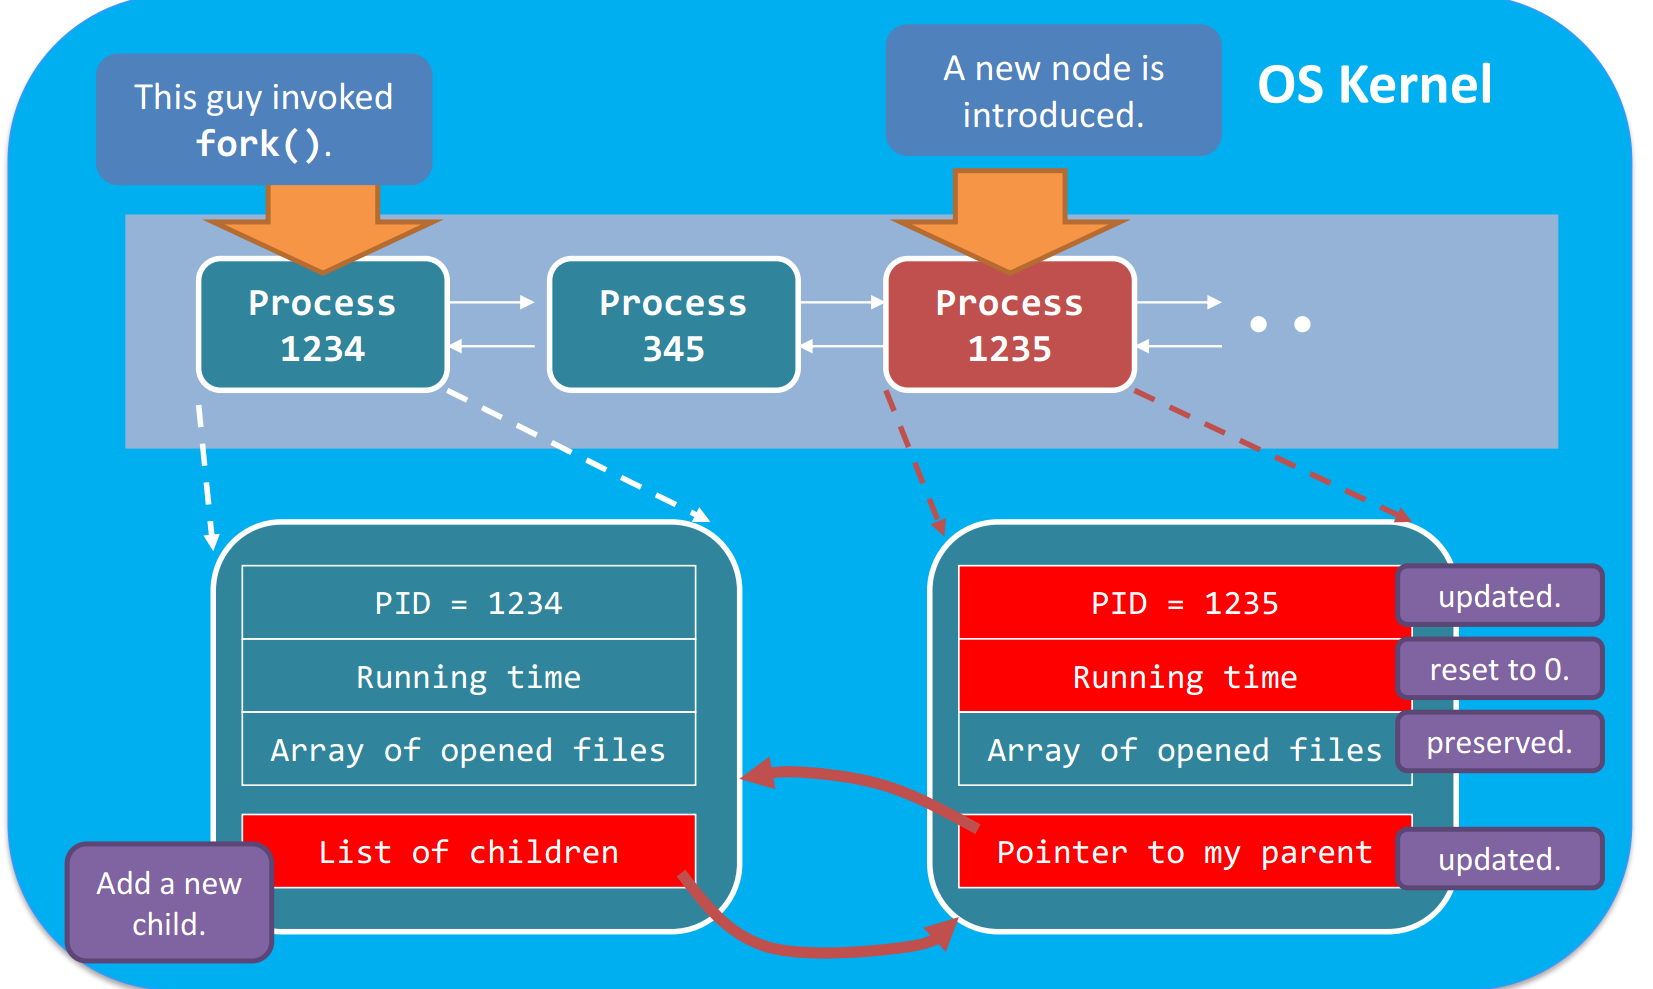 This guy invoked
fork().
A new node is
introduced.
OS Kernel
Process
1234
Process
345
Process
1235
PID = 1234
Running time
Array of opened files
List of children
Add a new
child.
PID = 1235
updated.
Running time
reset to 0.
Array of opened files
preserved.
Pointer to my parent
updated.